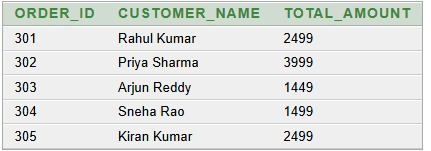 ORDER_ID CUSTOMER_NAME TOTAL_AMOUNT
301 Rahul Kumar 2499
302 Priya Sharma 3999
303 Arjun Reddy 1449
304 Sneha Rao 1499
305 Kiran Kumar 2499